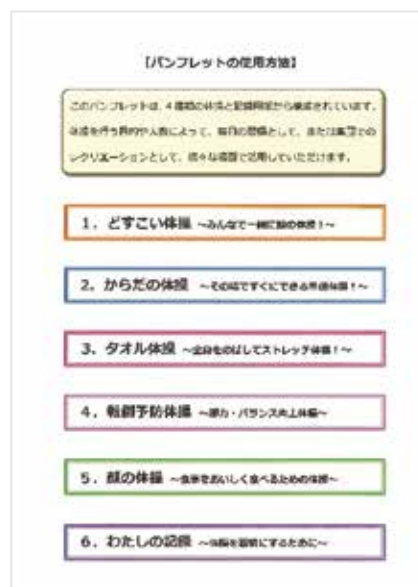 【パンフレットの使用方法】
このパンフレットは、4種類の体操と記録用紙から構成されています。
体操を行う目的や人数によって、毎日の習慣として、または集団での
レクリエーションとして、様々な場面で活用していただけます。
1. どすこい体操 ~みんなで一緒に脚の体操!~
2. からだの体操 ~その場ですぐにできる体操!~
3. タオル体操 ~全身をのばしてストレッチ体操!~
4. 転倒予防体操 ~筋力・バランス向上体操~
5. 顔の体操 ~食事をおいしく食べるための体操~
6. わたしの記録 ~体操を習慣にするために~